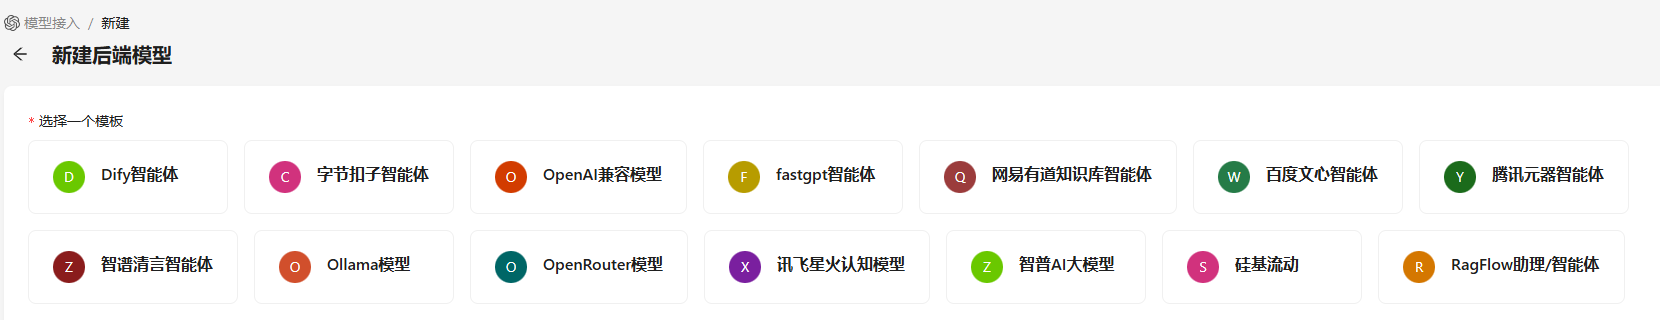 模型接入 / 新建
新建后端模型
* 选择一个模板
D Dify智能体 C 字节扣子智能体 O OpenAI兼容模型 F fastgpt智能体 Q 网易有道知识库智能体 W 百度文心智能体 Y 腾讯元器智能体
Z 智谱清言智能体 O Ollama模型 O OpenRouter模型 X 讯飞星火认知模型 Z 智普AI大模型 S 硅基流动 R RagFlow助理/智能体